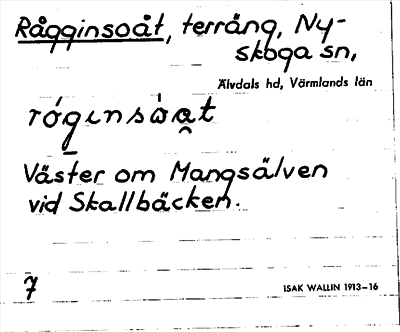 Rågginsoåt, terräng, Ny-
skoga sn,
Älvdals hd, Värmlands län
Väster om Mangsälven
vid Skallbäcken.
7
ISAK WALLIN 1913–16